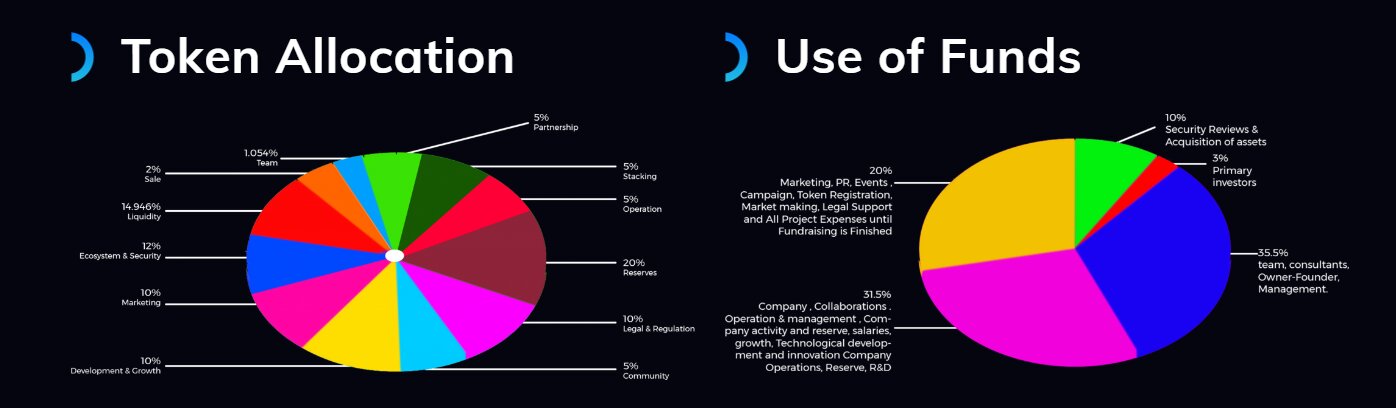 Token Allocation
5%
Partnership
1.054%
Team
2%
Sale
14.946%
Liquidity
12%
Ecosystem & Security
10%
Marketing
10%
Development & Growth
5%
Stacking
5%
Operation
20%
Reserves
10%
Legal & Regulation
5%
Community
Use of Funds
10%
Security Reviews &
Acquisition of assets
3%
Primary
investors
35.5%
team, consultants,
Owner-Founder,
Management.
20%
Marketing, PR, Events ,
Campaign, Token Registration,
Market making, Legal Support
and All Project Expenses until
Fundraising is Finished
31.5%
Company , Collaborations .
Operation & management , Com-
pany activity and reserve, salaries,
growth, Technological develop-
ment and innovation Company
Operations, Reserve, R&D